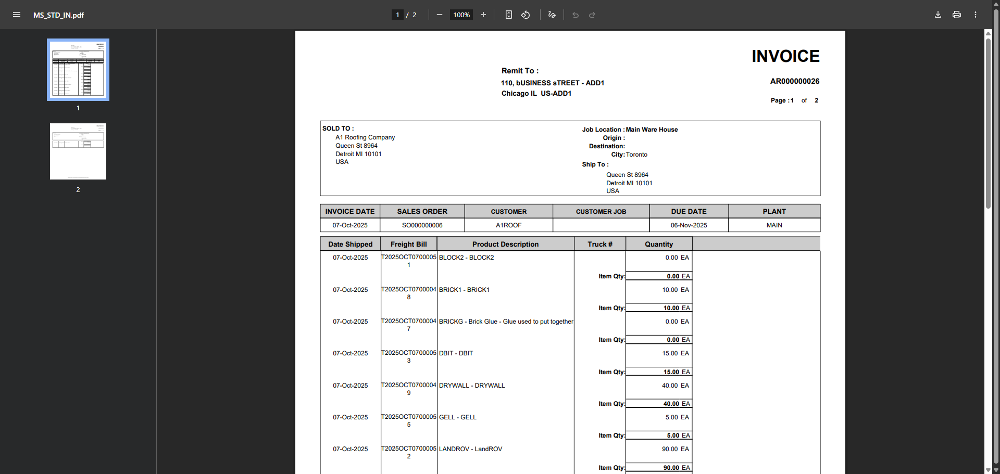 MS_STD_IN.pdf
1 / 2
100%
1
2
INVOICE
Remit To :
110, bUSINESS sTREET - ADD1
AR000000026
Chicago IL  US-ADD1
Page :1 of 2
SOLD TO :
A1 Roofing Company
Queen St 8964
Detroit MI 10101
USA
Job Location : Main Ware House
Origin :
Destination:
City: Toronto
Ship To :
Queen St 8964
Detroit MI 10101
USA
INVOICE DATE SALES ORDER CUSTOMER CUSTOMER JOB DUE DATE PLANT
07-Oct-2025 SO000000006 A1ROOF 06-Nov-2025 MAIN
Date Shipped Freight Bill Product Description Truck # Quantity
07-Oct-2025 T2025OCT0700005 BLOCK2 - BLOCK2 0.00 EA
1
Item Qty: 0.00 EA
07-Oct-2025 T2025OCT0700004 BRICK1 - BRICK1 10.00 EA
8
Item Qty: 10.00 EA
07-Oct-2025 T2025OCT0700004 BRICKG - Brick Glue - Glue used to put together 0.00 EA
7
Item Qty: 0.00 EA
07-Oct-2025 T2025OCT0700005 DBIT - DBIT 15.00 EA
3
Item Qty: 15.00 EA
07-Oct-2025 T2025OCT0700004 DRYWALL - DRYWALL 40.00 EA
9
Item Qty: 40.00 EA
07-Oct-2025 T2025OCT0700005 GELL - GELL 5.00 EA
5
Item Qty: 5.00 EA
07-Oct-2025 T2025OCT0700005 LANDROV - LandROV 90.00 EA
2
Item Qty: 90.00 EA